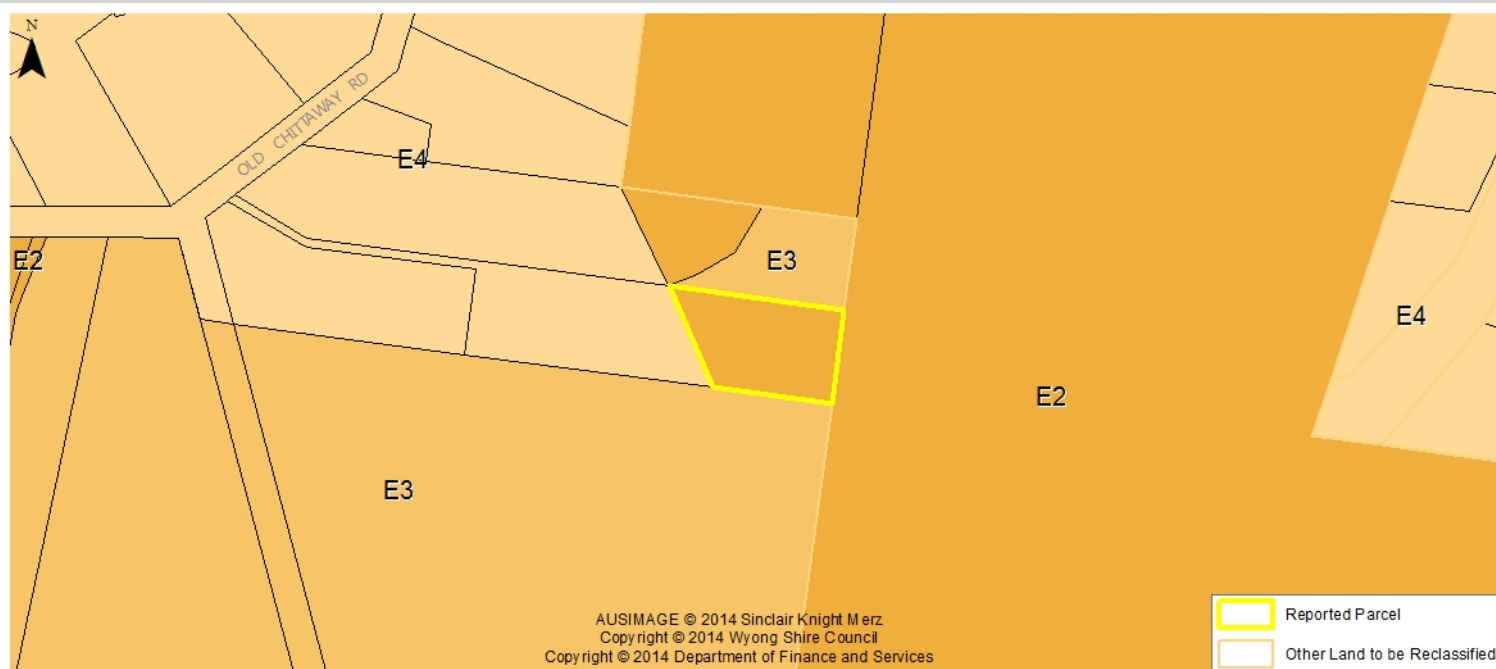 N
OLD CHITTAWAY RD
E4
E2
E3
E4
E2
E3
AUSIMAGE © 2014 Sinclair Knight Merz
Copyright © 2014 Wyong Shire Council
Copyright © 2014 Department of Finance and Services
Reported Parcel
Other Land to be Reclassified